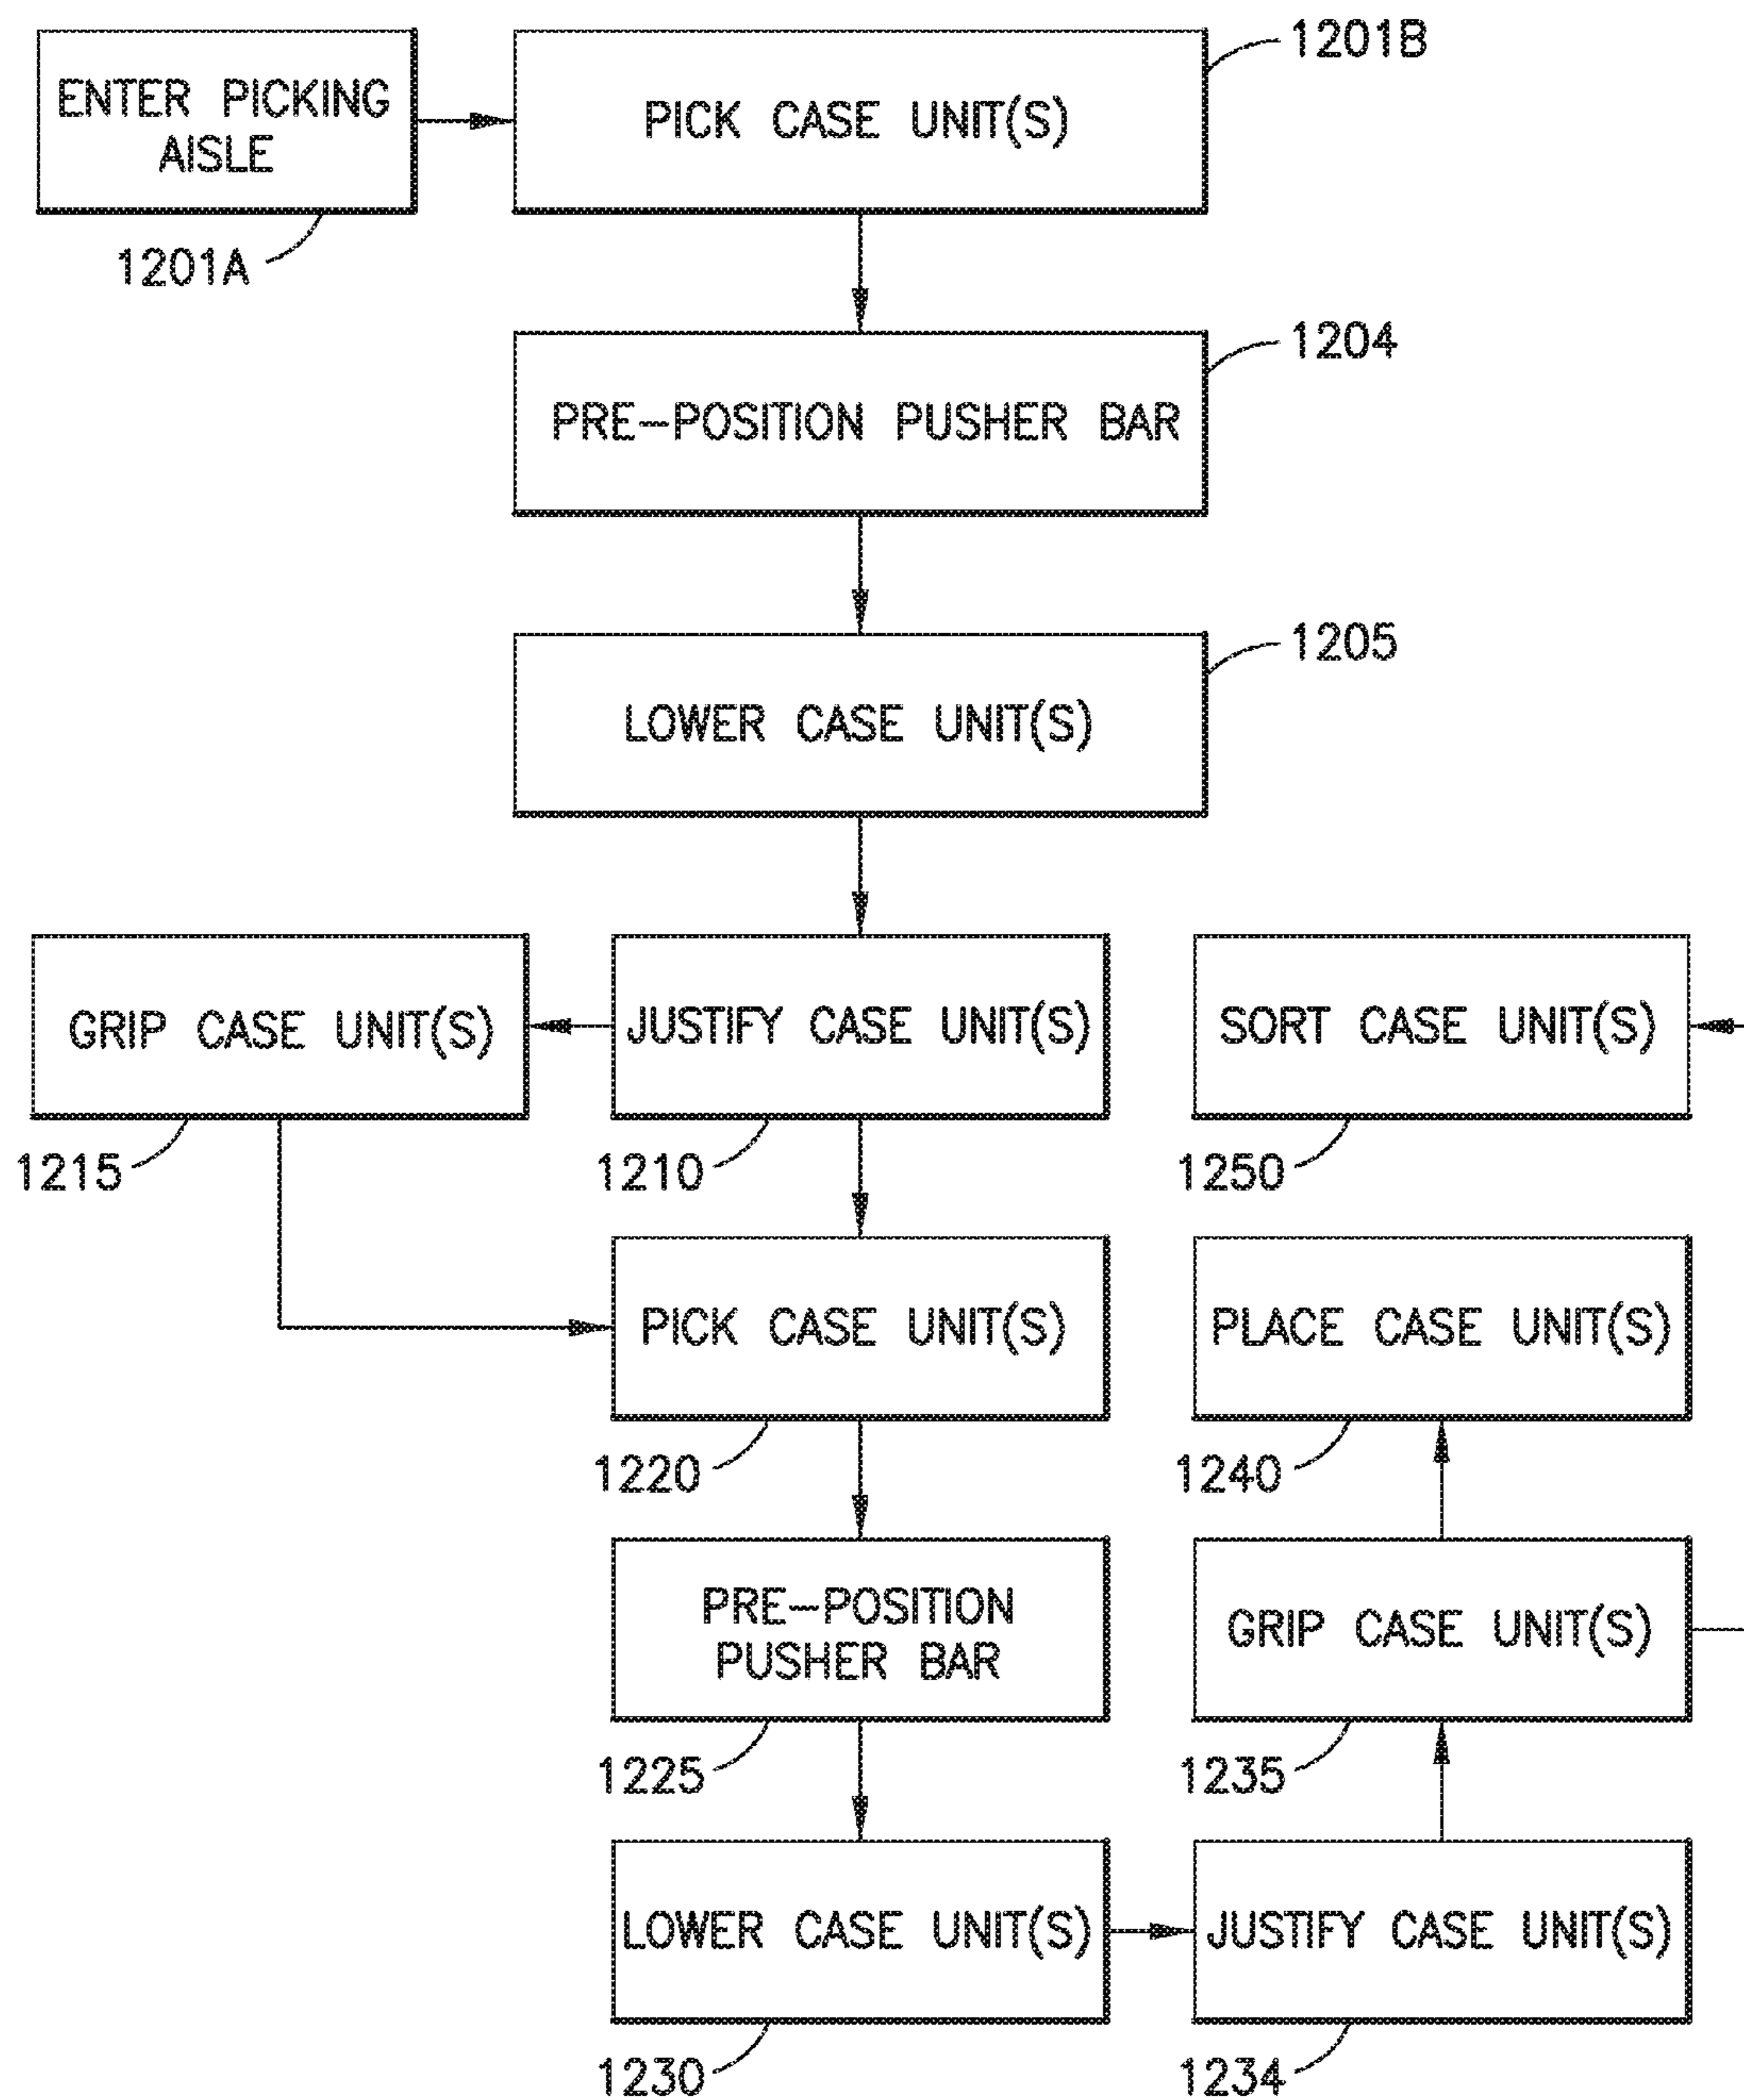 ENTER PICKING
AISLE
1201A
PICK CASE UNIT(S)
1201B
PRE-POSITION PUSHER BAR
1204
LOWER CASE UNIT(S)
1205
GRIP CASE UNIT(S)
1215
JUSTIFY CASE UNIT(S)
1210
SORT CASE UNIT(S)
1250
PICK CASE UNIT(S)
1220
PLACE CASE UNIT(S)
1240
PRE-POSITION
PUSHER BAR
1225
GRIP CASE UNIT(S)
1235
LOWER CASE UNIT(S)
1230
JUSTIFY CASE UNIT(S)
1234